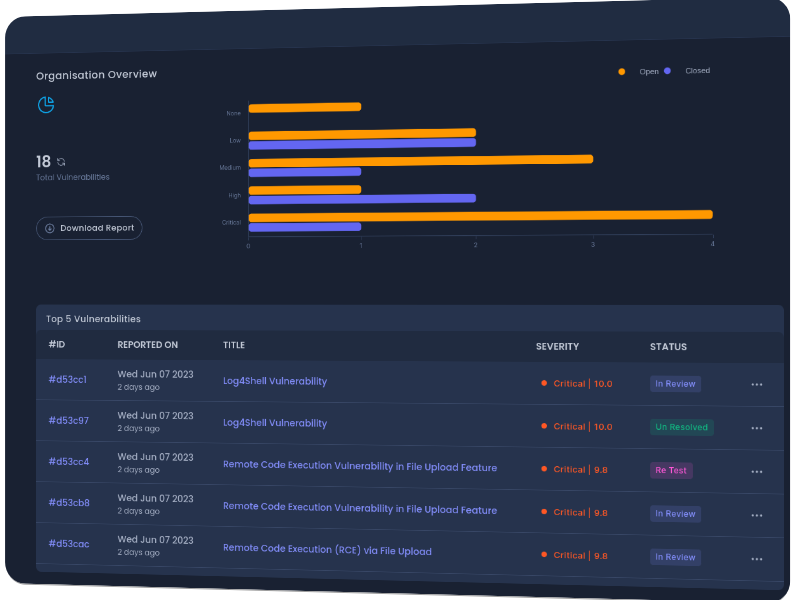 Organisation Overview
Open
Closed
None
Low
Medium
High
Critical
0 1 2 3 4
18
Total Vulnerabilities
Download Report
Top 5 Vulnerabilities
#ID REPORTED ON TITLE SEVERITY STATUS
#d53cc1 Wed Jun 07 2023 Log4Shell Vulnerability Critical | 10.0 In Review
2 days ago
#d53c97 Wed Jun 07 2023 Log4Shell Vulnerability Critical | 10.0 Un Resolved
2 days ago
#d53cc4 Wed Jun 07 2023 Remote Code Execution Vulnerability in File Upload Feature Critical | 9.8 Re Test
2 days ago
#d53cb8 Wed Jun 07 2023 Remote Code Execution Vulnerability in File Upload Feature Critical | 9.8 In Review
2 days ago
#d53cac Wed Jun 07 2023 Remote Code Execution (RCE) via File Upload Critical | 9.8 In Review
2 days ago